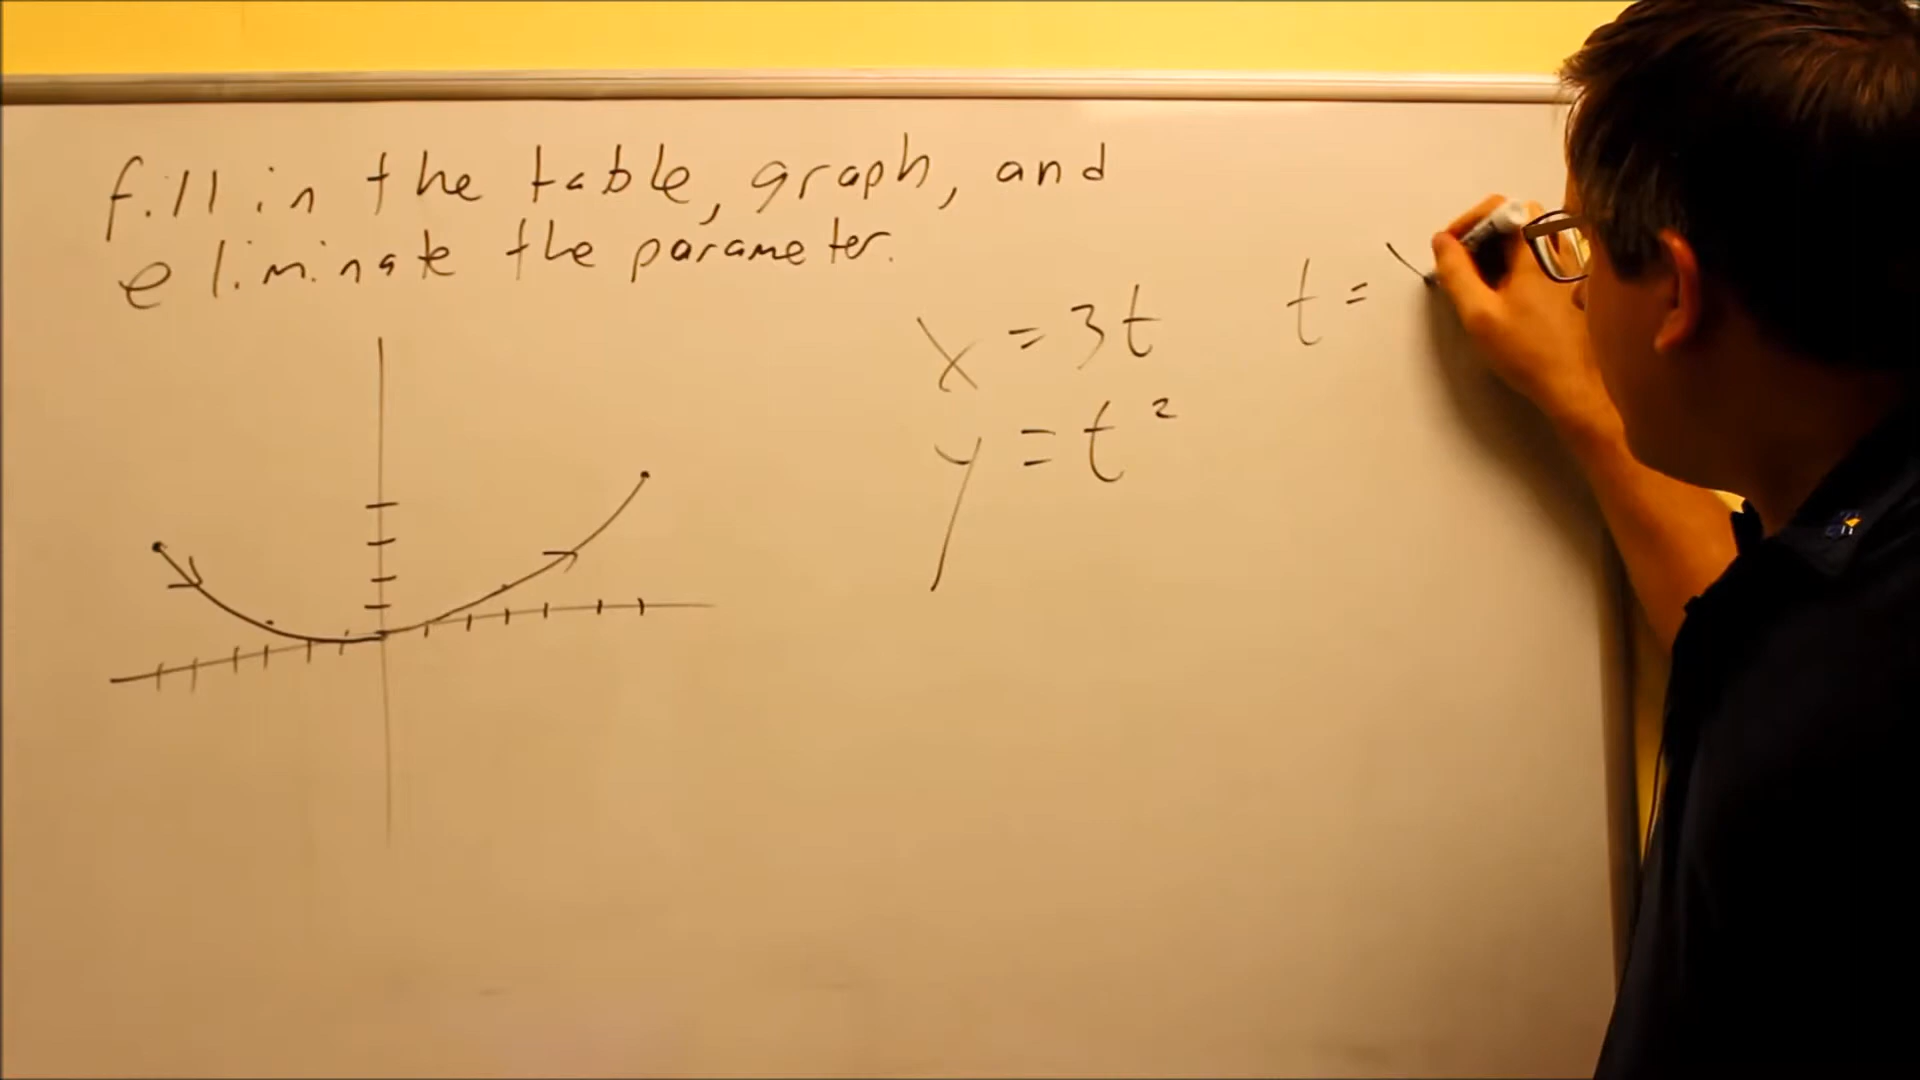 fill in the table, graph, and
eliminate the parameter.
x = 3t
y = t²
t = x